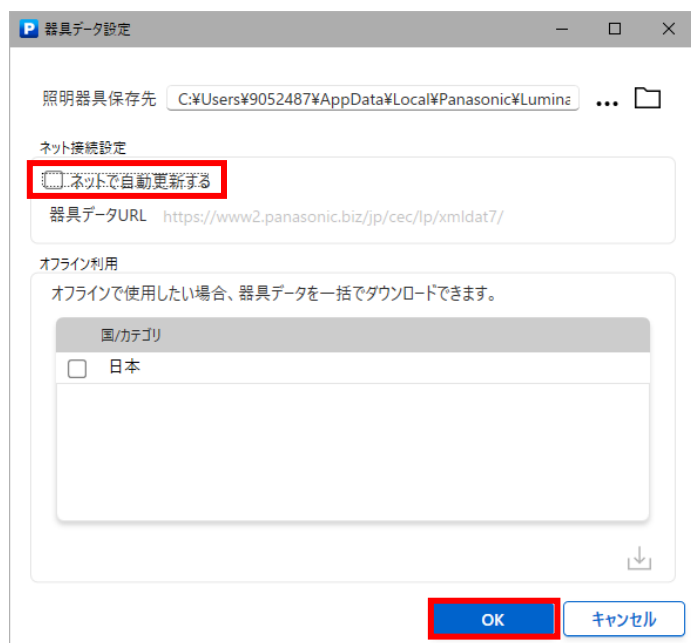 P 器具データ設定
照明器具保存先 C:¥Users¥9052487¥AppData¥Local¥Panasonic¥Lumina ...
ネット接続設定
ネットで自動更新する
器具データURL https://www2.panasonic.biz/jp/cec/lp/xmldat7/
オフライン利用
オフラインで使用したい場合、器具データを一括でダウンロードできます。
国/カテゴリ
日本
OK キャンセル